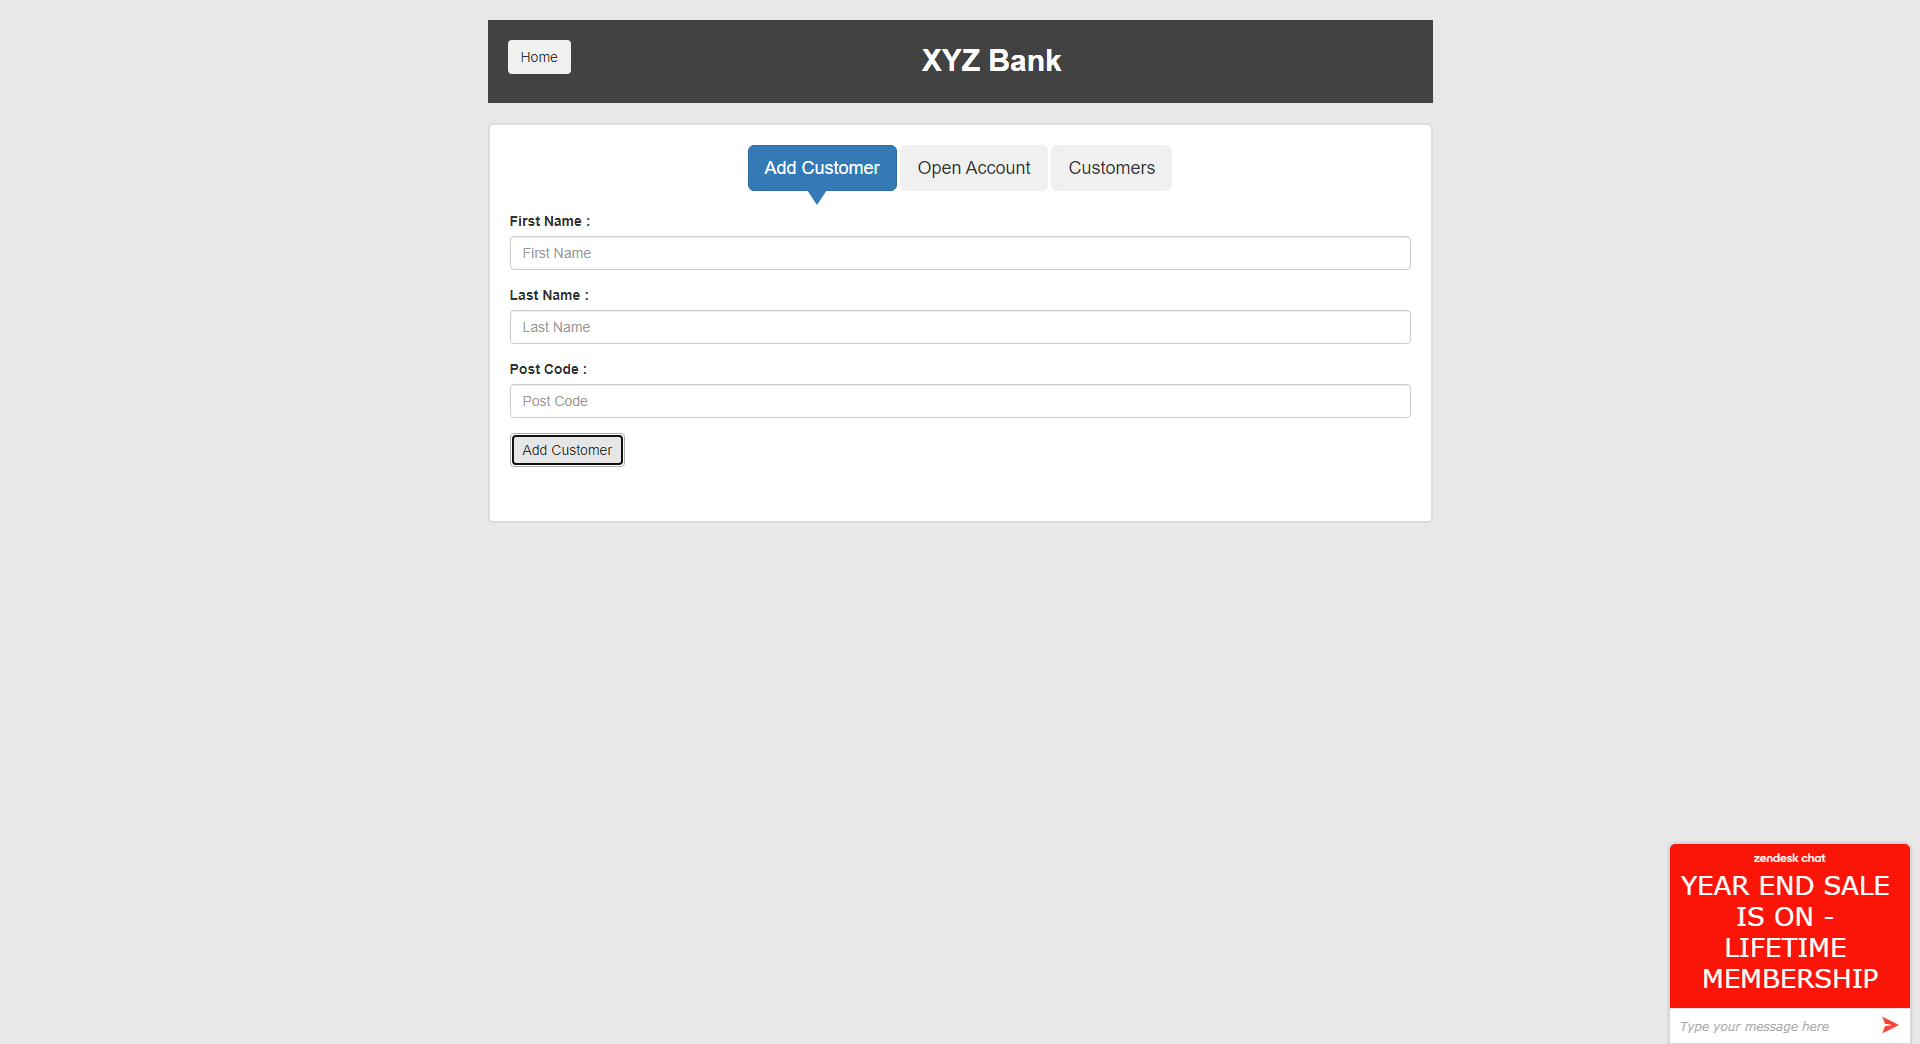 Home
XYZ Bank
Add Customer
Open Account
Customers
First Name :
First Name
Last Name :
Last Name
Post Code :
Post Code
Add Customer
zendesk chat
YEAR END SALE
IS ON -
LIFETIME
MEMBERSHIP
Type your message here